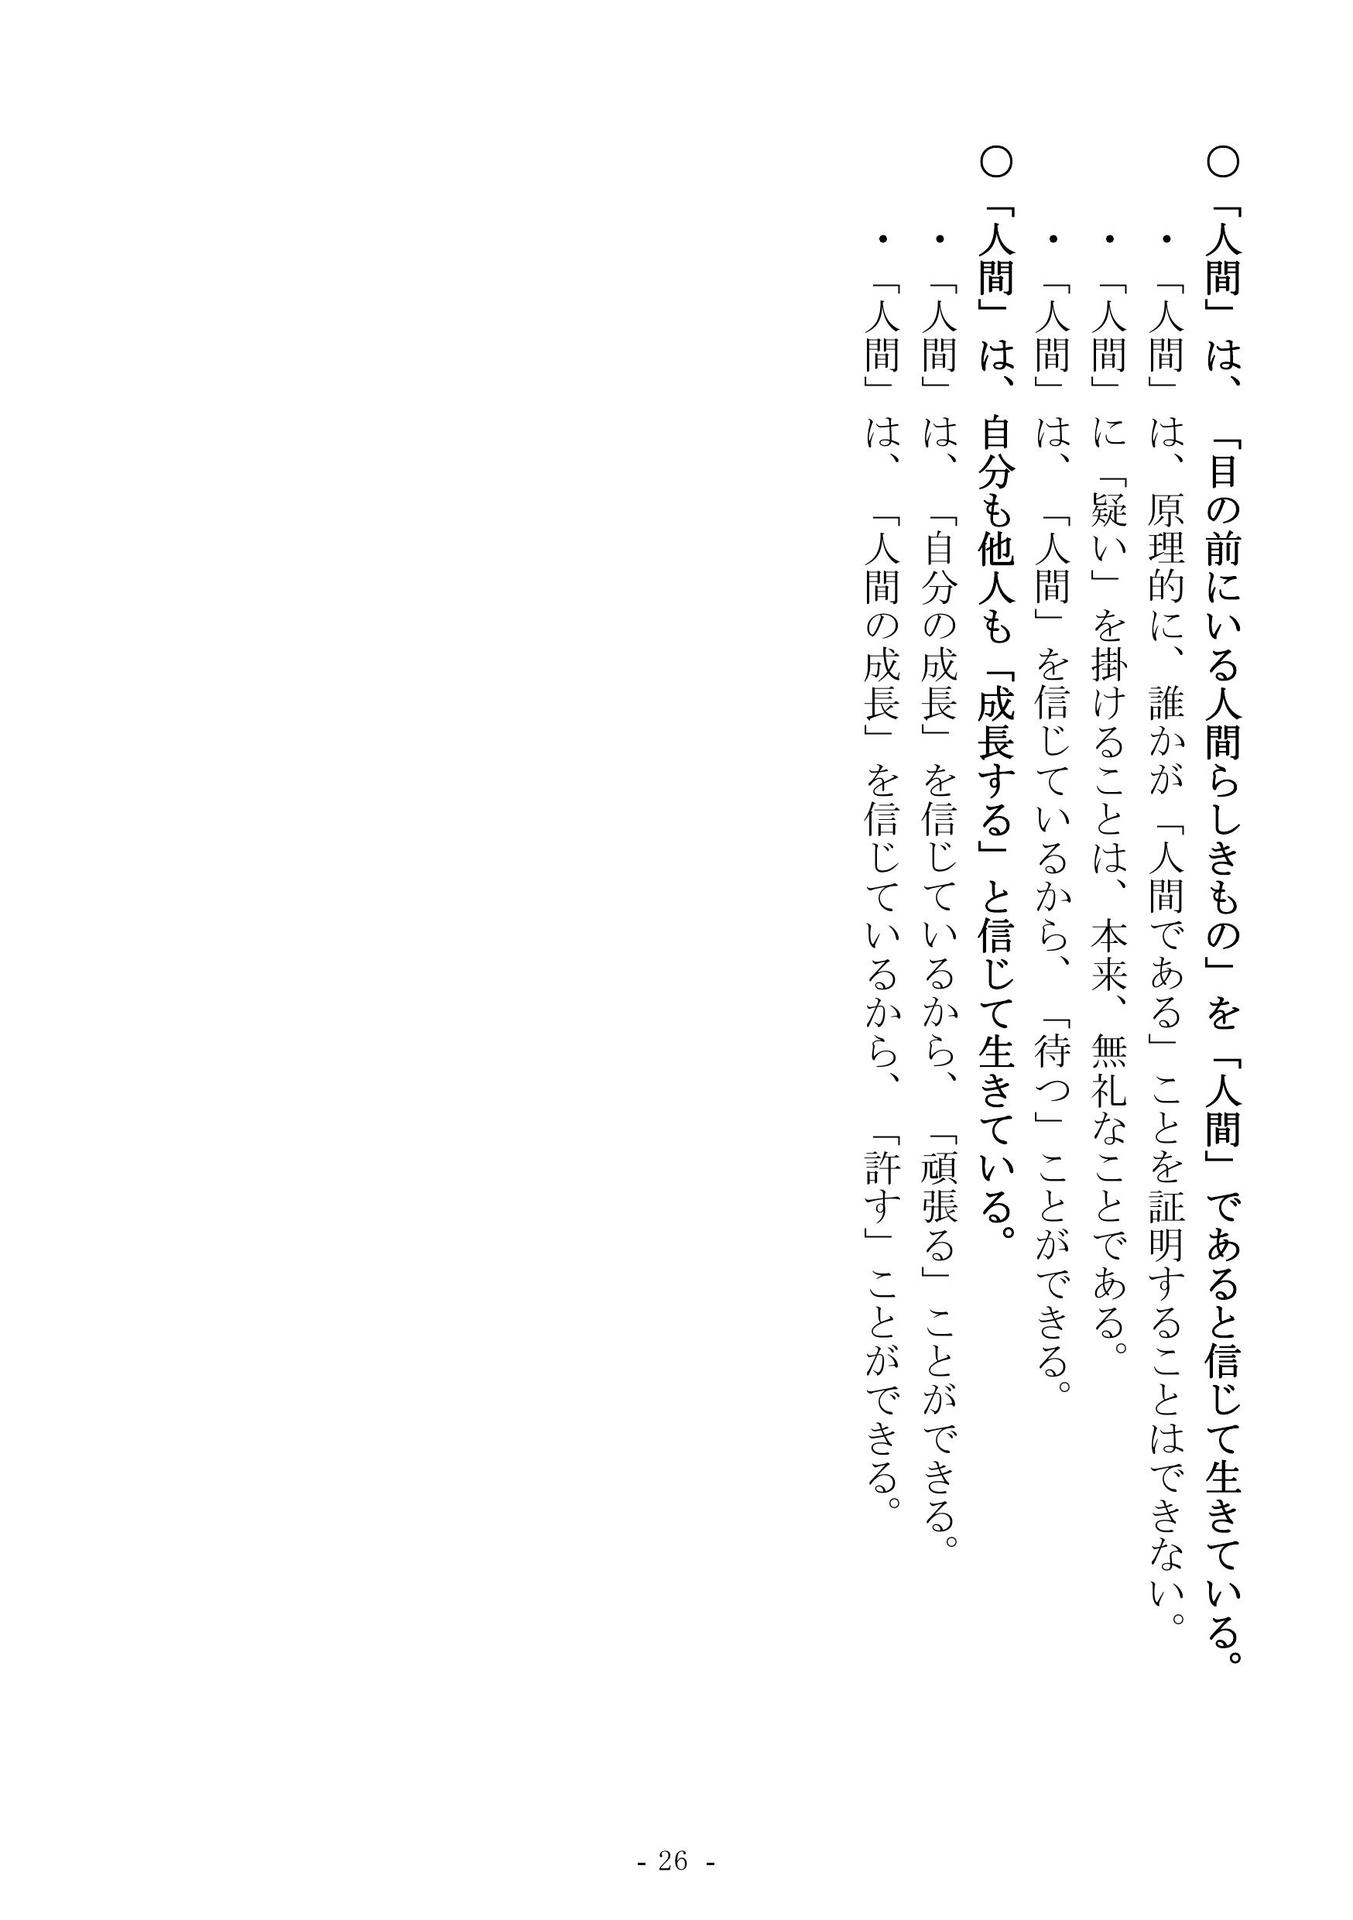 〇「人間」は、「目の前にいる人間らしきもの」を「人間」であると信じて生きている。
・「人間」は、原理的に、誰かが「人間である」ことを証明することはできない。
・「人間」に「疑い」を掛けることは、本来、無礼なことである。
・「人間」は、「人間」を信じているから、「待つ」ことができる。
〇「人間」は、自分も他人も「成長する」と信じて生きている。
・「人間」は、「自分の成長」を信じているから、「頑張る」ことができる。
・「人間」は、「人間の成長」を信じているから、「許す」ことができる。
- 26 -